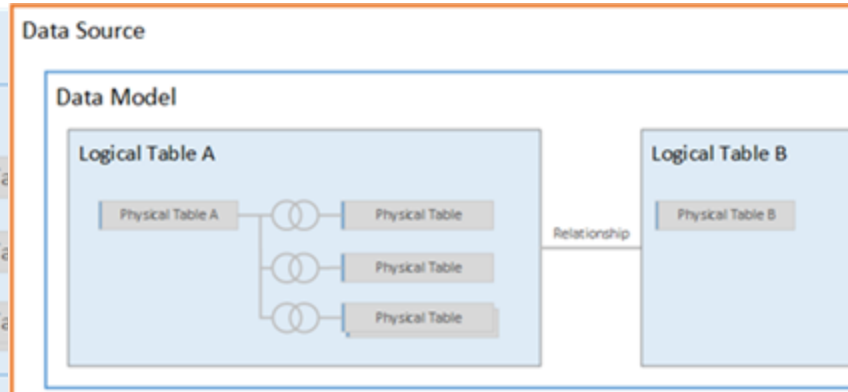 Data Source
Data Model
Logical Table A
Logical Table B
Physical Table A
Physical Table
Physical Table B
Relationship
Physical Table
Physical Table